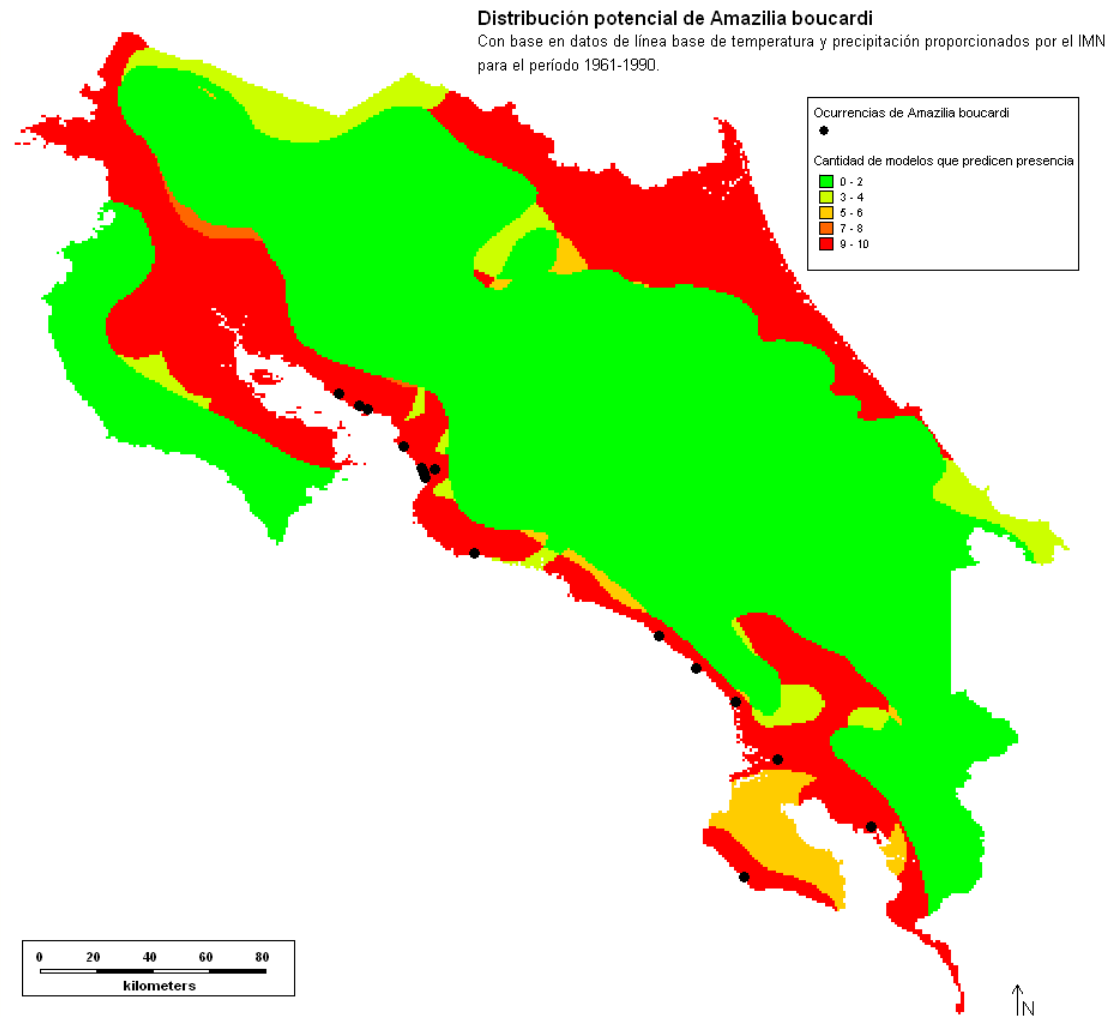 Distribución potencial de Amazilia boucardi
Con base en datos de línea base de temperatura y precipitación proporcionados por el IMN
para el período 1961-1990.
Ocurrencias de Amazilia boucardi
Cantidad de modelos que predicen presencia
0 - 2
3 - 4
5 - 6
7 - 8
9 - 10
0 20 40 60 80
kilometers
N